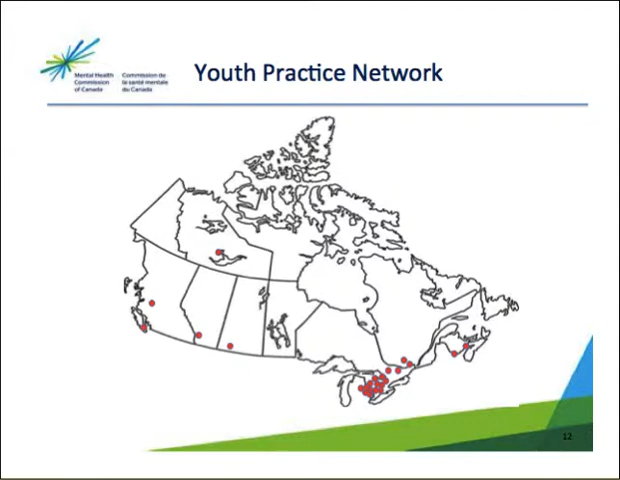 Youth Practice Network
Mental Health
Commission
of Canada
Commission de
la santé mentale
du Canada
12